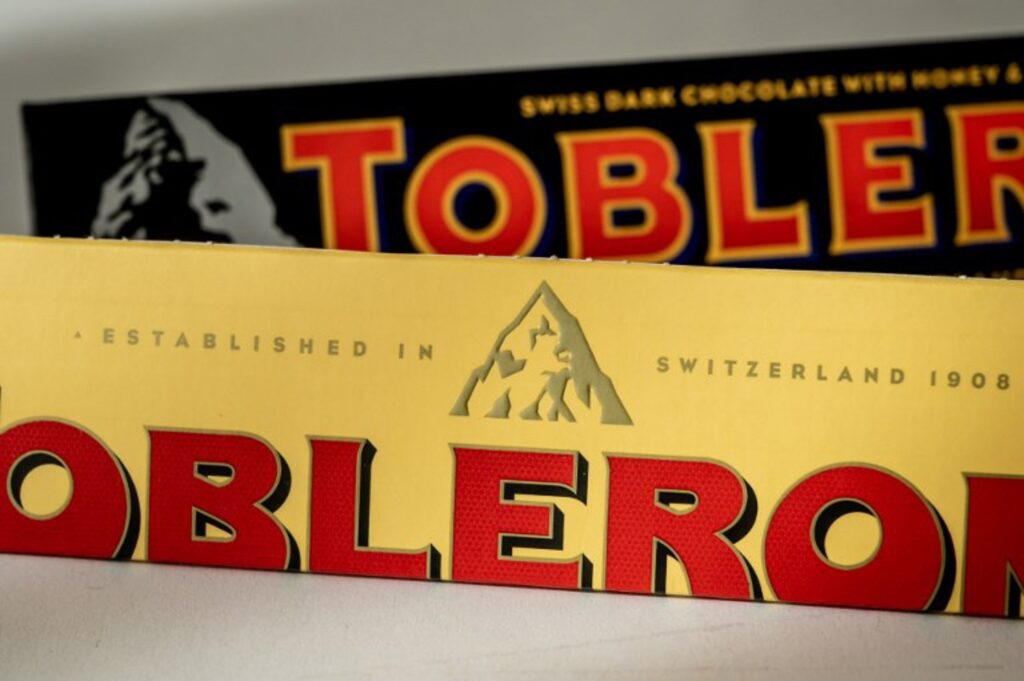 SWISS DARK CHOCOLATE WITH HONEY &
TOBLER
ESTABLISHED IN SWITZERLAND 1908
OBLERON